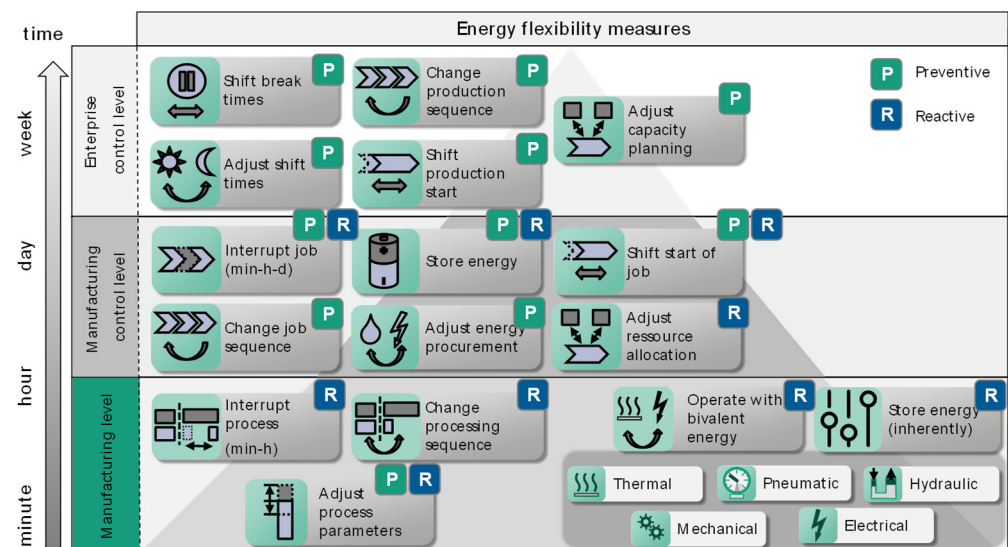 time
Energy flexibility measures
week
Enterprise
control level
Shift break
times
P
Change
production
sequence
P
Adjust
capacity
planning
P
P
Preventive
R
Reactive
Adjust shift
times
P
Shift
production
start
P
day
Manufacturing
control level
Interrupt job
(min-h-d)
P R
Store energy
P R
Shift start of
job
P R
Change job
sequence
P
Adjust energy
procurement
P
Adjust
ressource
allocation
R
hour
minute
Manufacturing level
Interrupt
process
(min-h)
R
Change
processing
sequence
R
Operate with
bivalent
energy
R
Store energy
(inherently)
R
Adjust
process
parameters
P R
Thermal
Pneumatic
Hydraulic
Mechanical
Electrical